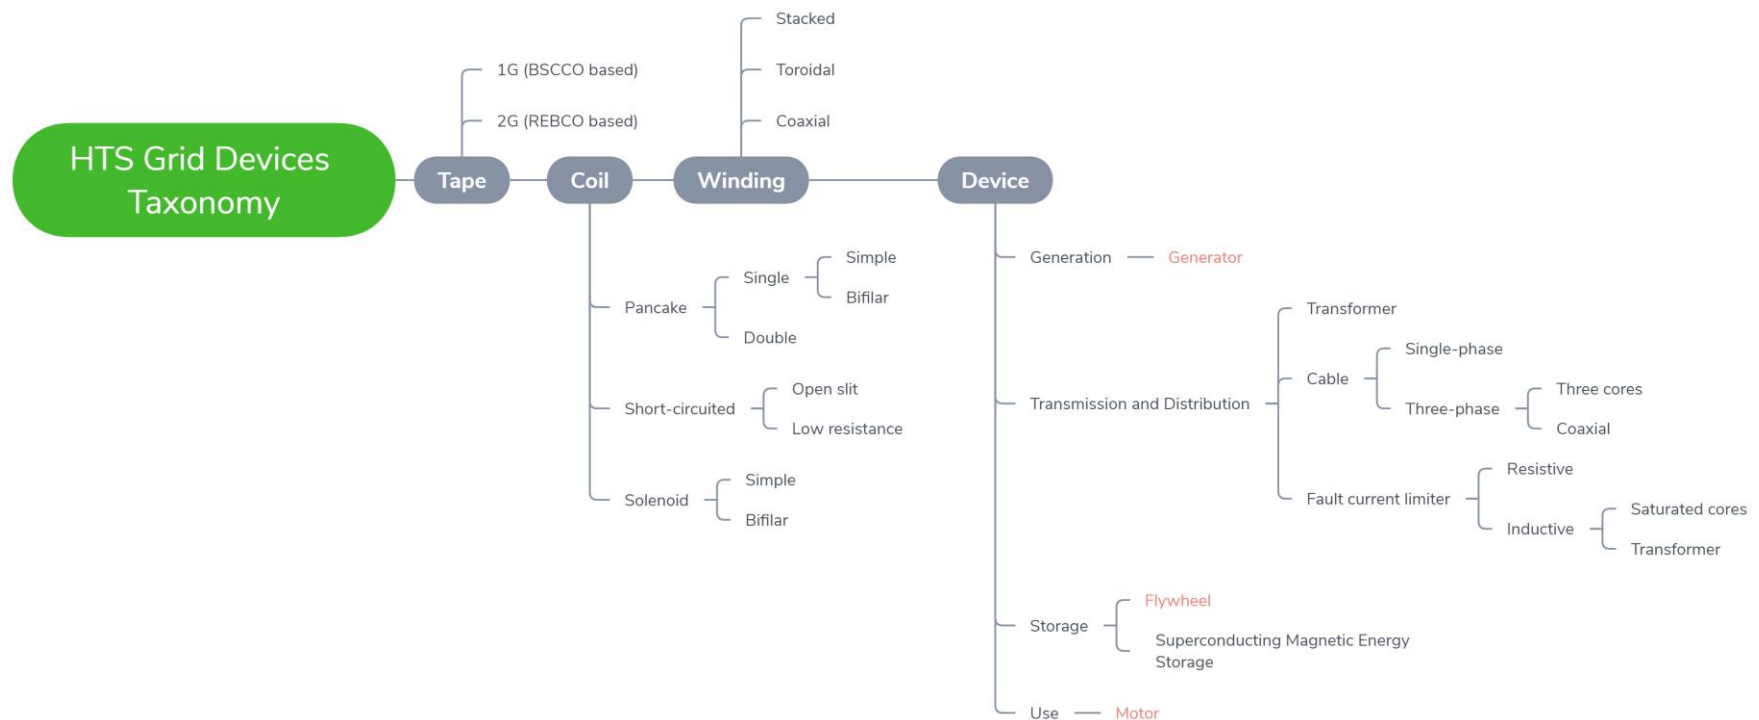 HTS Grid Devices
Taxonomy
Tape
1G (BSCCO based)
2G (REBCO based)
Coil
Pancake
Single
Simple
Bifilar
Double
Short-circuited
Open slit
Low resistance
Solenoid
Simple
Bifilar
Winding
Stacked
Toroidal
Coaxial
Device
Generation
Generator
Transmission and Distribution
Transformer
Cable
Single-phase
Three-phase
Three cores
Coaxial
Fault current limiter
Resistive
Inductive
Saturated cores
Transformer
Storage
Flywheel
Superconducting Magnetic Energy
Storage
Use
Motor